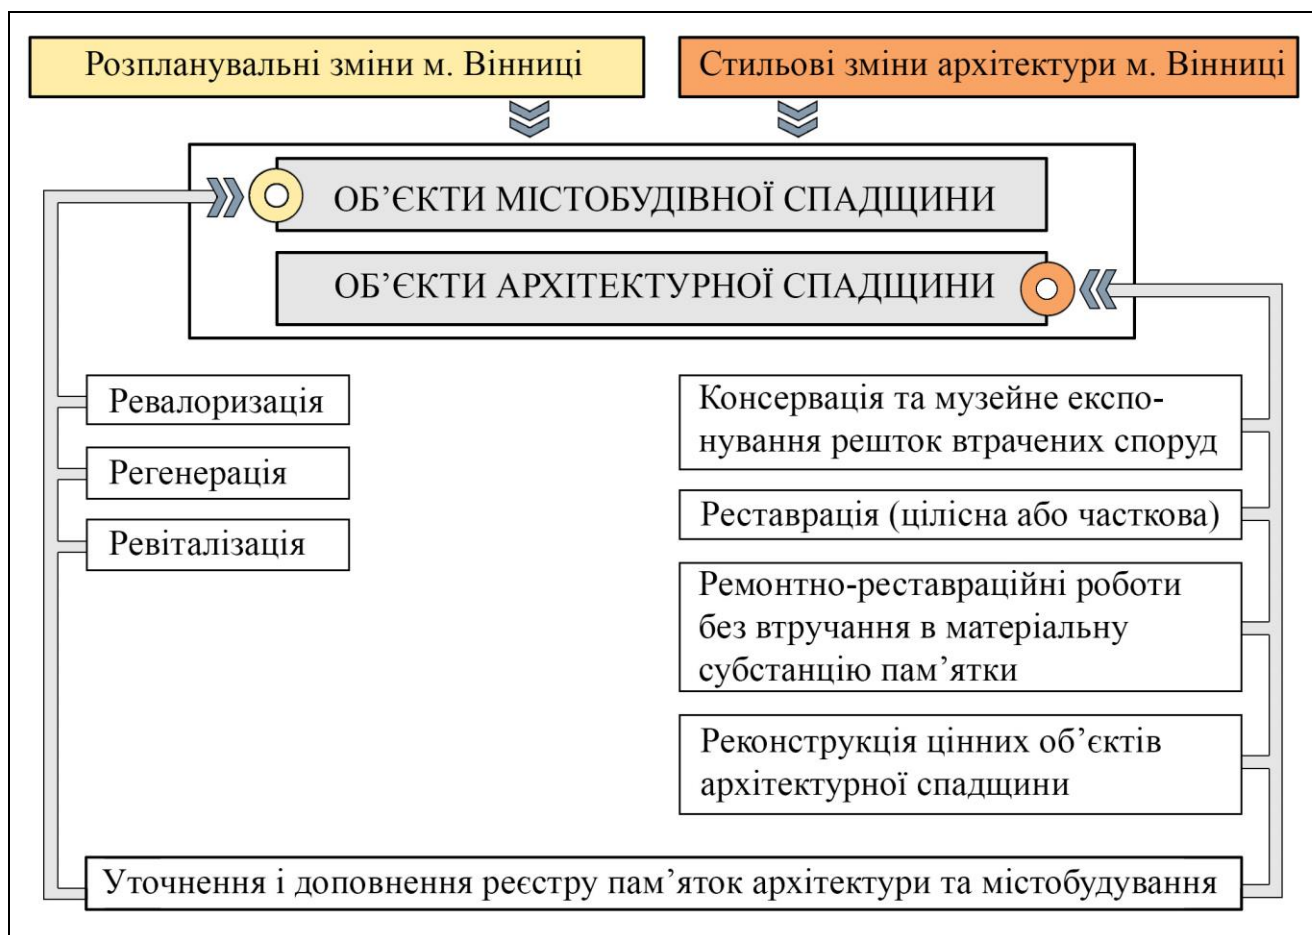 Розпланувальні зміни м. Вінниці
Стильові зміни архітектури м. Вінниці
ОБ’ЄКТИ МІСТОБУДІВНОЇ СПАДЩИНИ
ОБ’ЄКТИ АРХІТЕКТУРНОЇ СПАДЩИНИ
Ревалоризація
Регенерація
Ревіталізація
Консервація та музейне експо-
нування решток втрачених споруд
Реставрація (цілісна або часткова)
Ремонтно-реставраційні роботи
без втручання в матеріальну
субстанцію пам’ятки
Реконструкція цінних об’єктів
архітектурної спадщини
Уточнення і доповнення реєстру пам’яток архітектури та містобудування